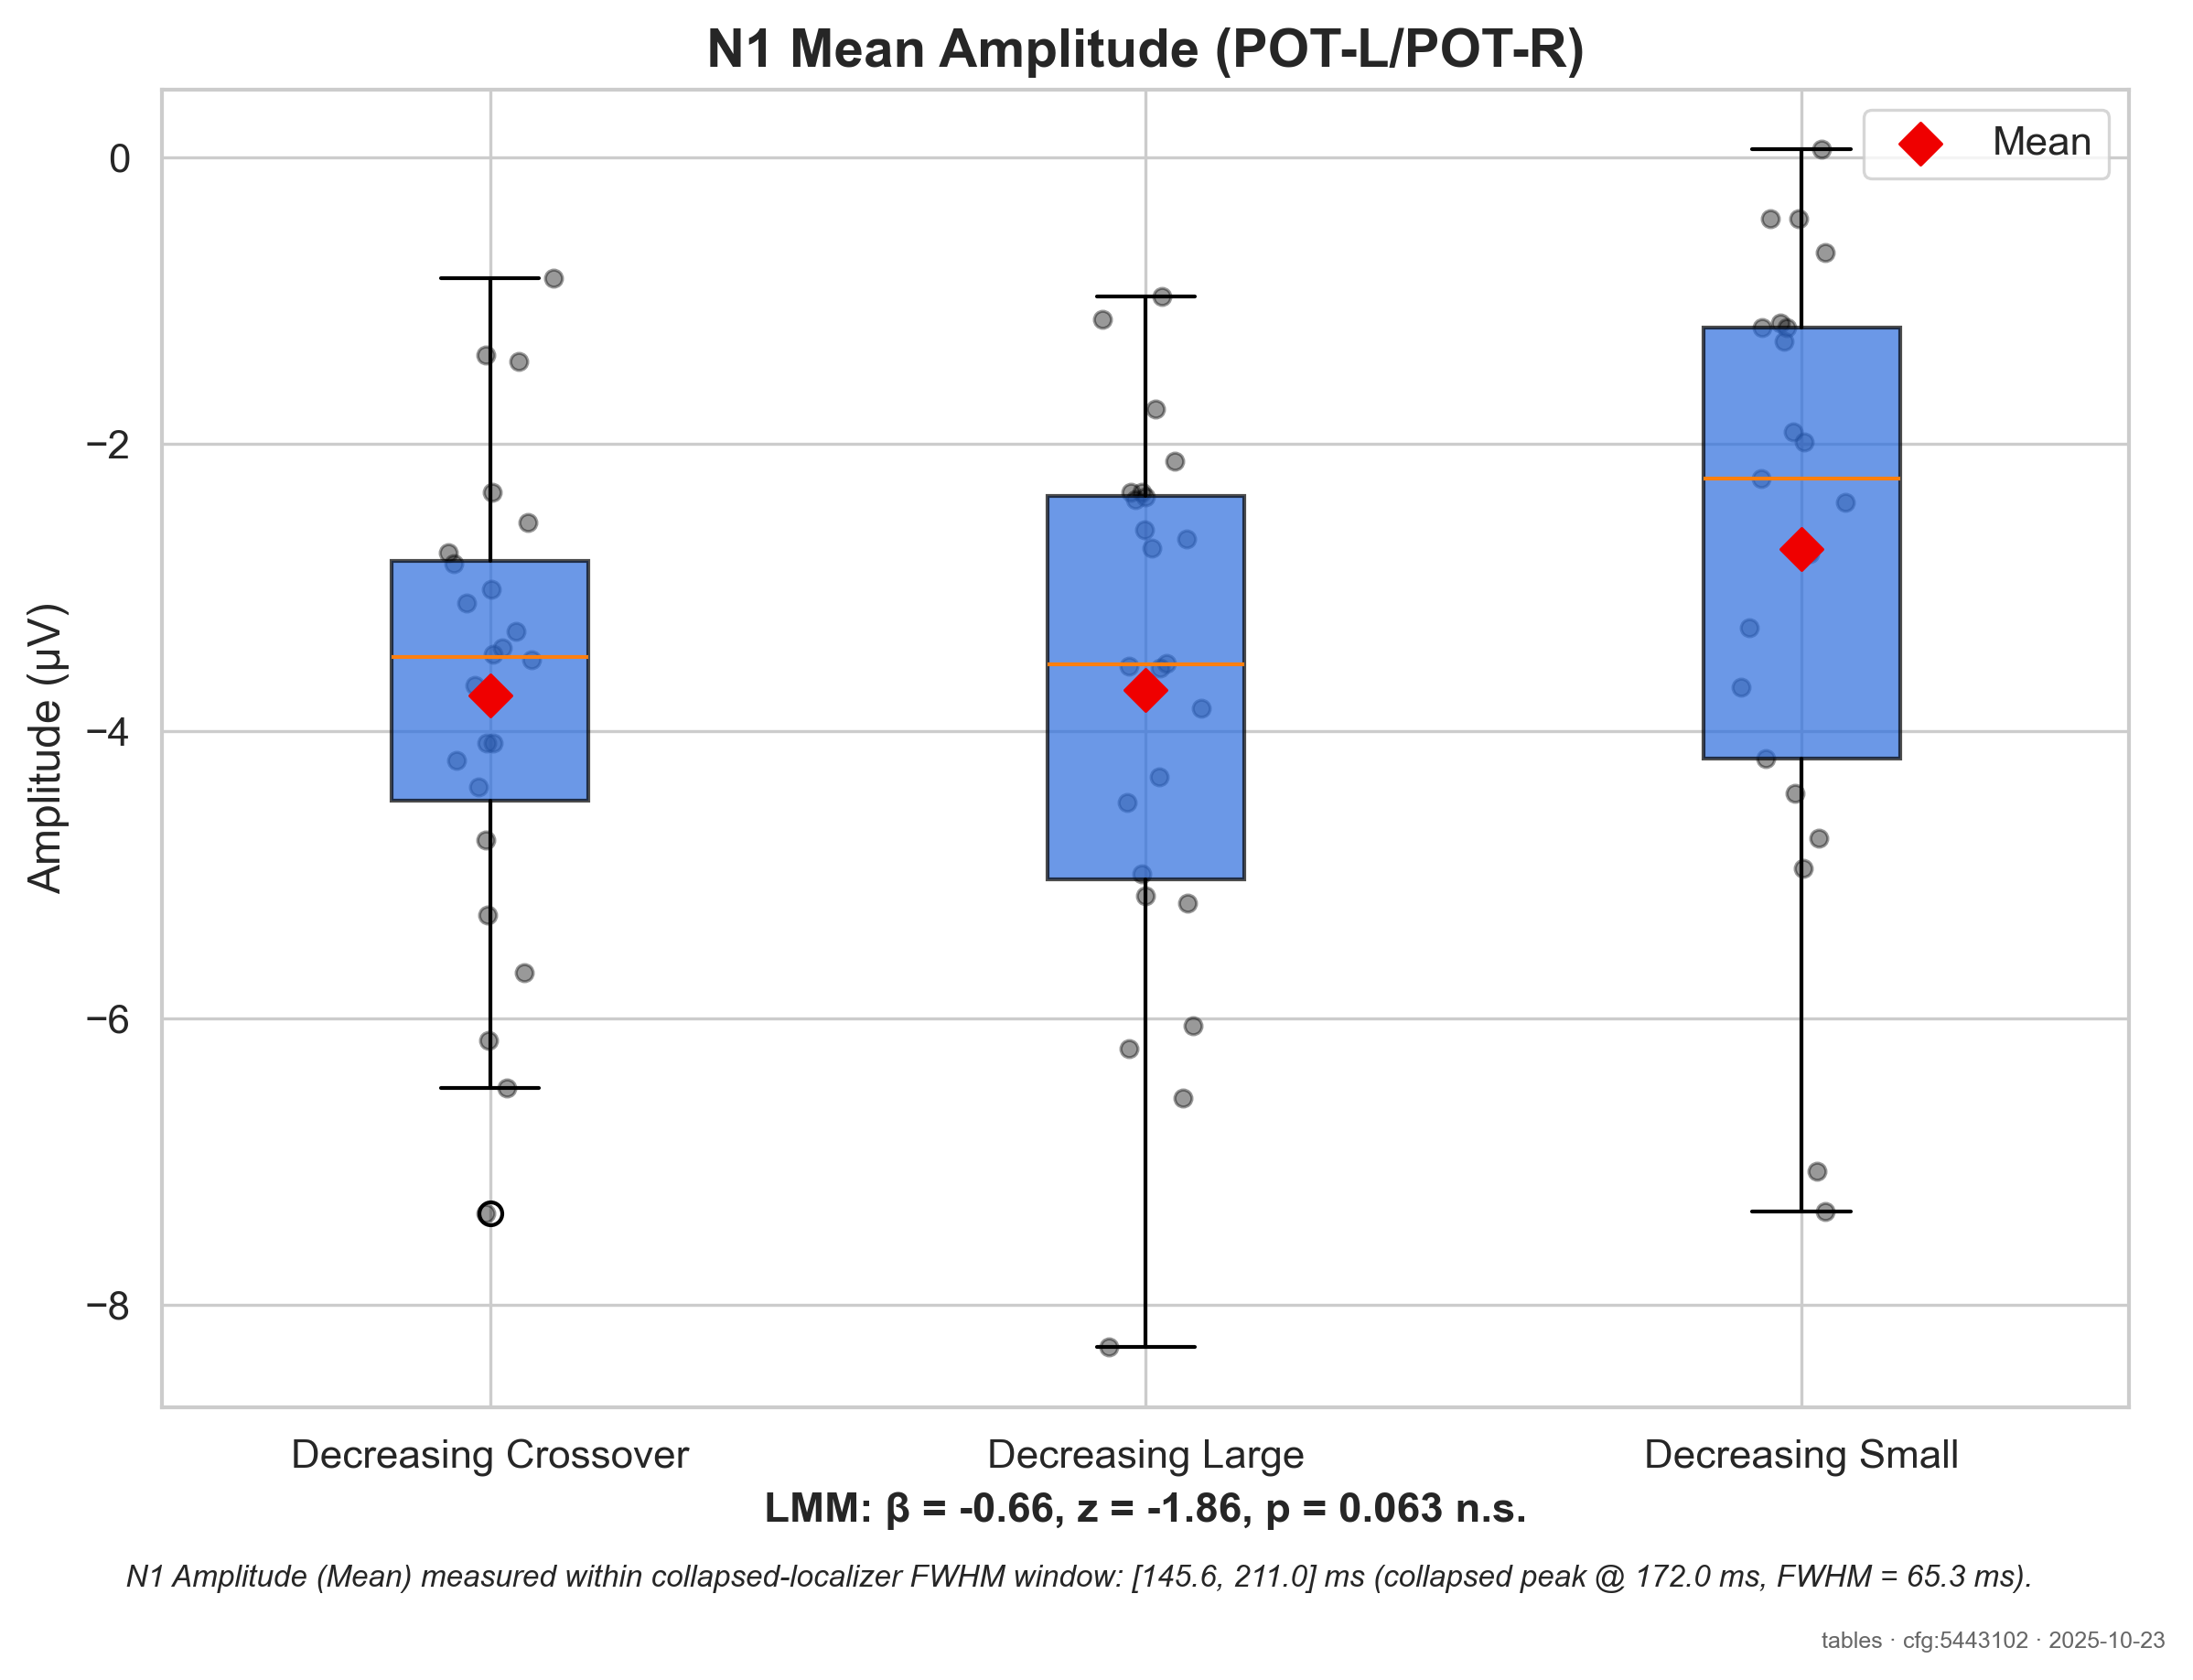 N1 Mean Amplitude (POT-L/POT-R)
Mean
Amplitude (µV)
0
−2
−4
−6
−8
Decreasing Crossover
Decreasing Large
Decreasing Small
LMM: β = -0.66, z = -1.86, p = 0.063 n.s.
N1 Amplitude (Mean) measured within collapsed-localizer FWHM window: [145.6, 211.0] ms (collapsed peak @ 172.0 ms, FWHM = 65.3 ms).
tables · cfg:5443102 · 2025-10-23